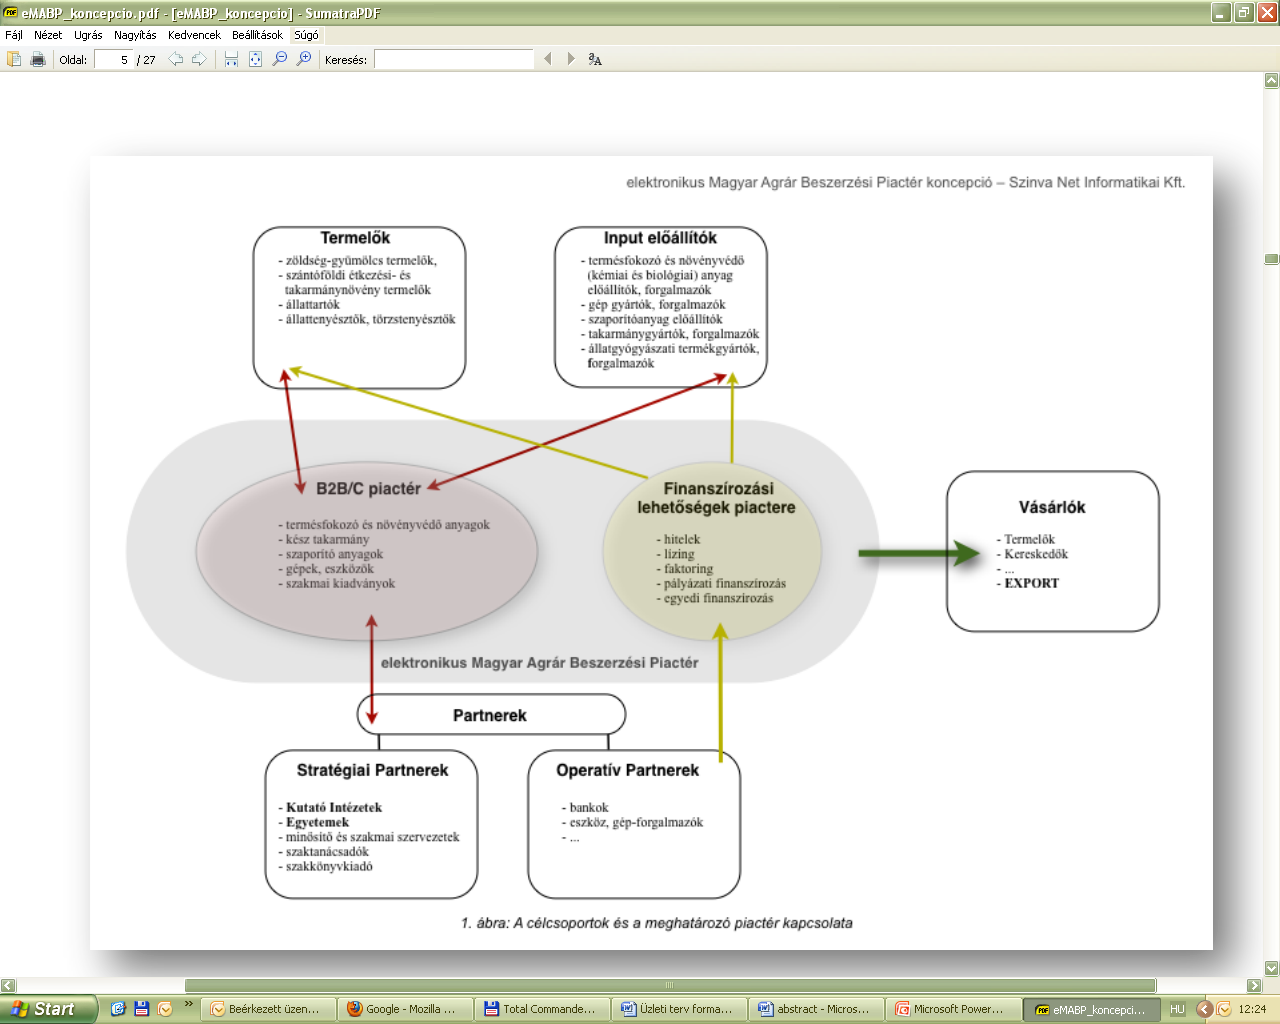 eMABP_koncepcio.pdf - [eMABP_koncepcio] - SumatraPDF
Fájl Nézet Ugrás Nagyítás Kedvencek Beállítások Súgó
Oldal: 5 / 27 Keresés:
elektronikus Magyar Agrár Beszerzési Piactér koncepció – Szinva Net Informatikai Kft.
Termelők
- zöldség-gyümölcs termelők,
- szántóföldi étkezési- és
takarmánynövény termelők
- állattartók
- állattenyésztők, törzstenyésztők
Input előállítók
- termésfokozó és növényvédő
(kémiai és biológiai) anyag
előállítók, forgalmazók
- gép gyártók, forgalmazók
- szaporítóanyag előállítók
- takarmánygyártók, forgalmazók
- állatgyógyászati termékgyártók,
forgalmazók
B2B/C piactér
- termésfokozó és növényvédő anyagok
- kész takarmány
- szaporító anyagok
- gépek, eszközök
- szakmai kiadványok
Finanszírozási
lehetőségek piactere
- hitelek
- lízing
- faktoring
- pályázati finanszírozás
- egyedi finanszírozás
Vásárlók
- Termelők
- Kereskedők
- ...
- EXPORT
elektronikus Magyar Agrár Beszerzési Piactér
Partnerek
Stratégiai Partnerek
- Kutató Intézetek
- Egyetemek
- minősítő és szakmai szervezetek
- szaktanácsadók
- szakkönyvkiadó
Operatív Partnerek
- bankok
- eszköz, gép-forgalmazók
- ...
1. ábra: A célcsoportok és a meghatározó piactér kapcsolata
Start » Beérkezett üzen... Google - Mozilla ... Total Commande... Üzleti terv forma... abstract - Micros... Microsoft Power... eMABP_koncepci... HU 12:24